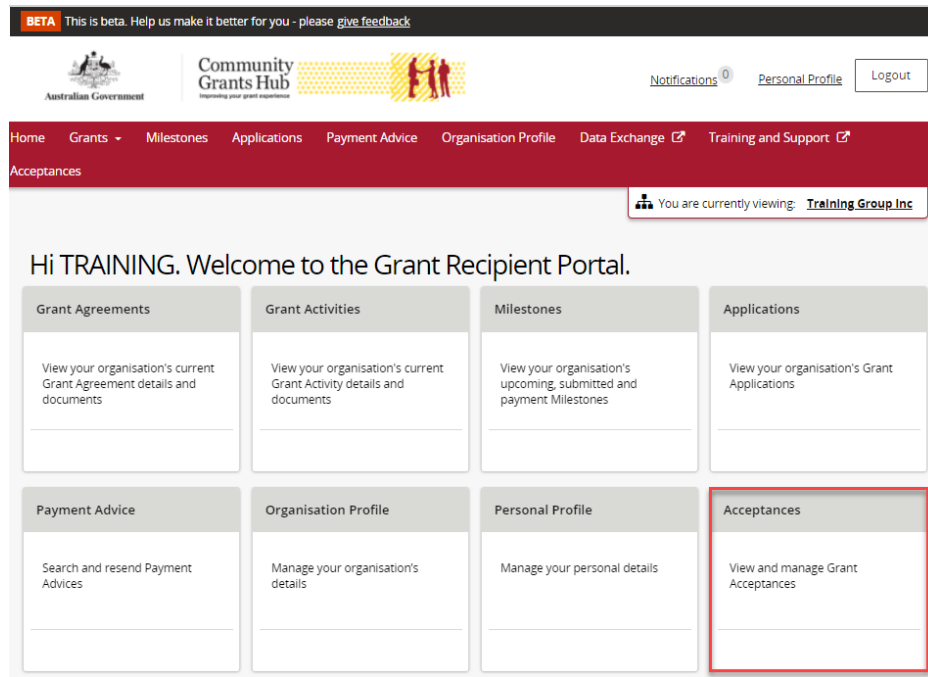 BETA This is beta. Help us make it better for you - please give feedback
Australian Government
Community
Grants Hub
Improving your grant experience
Notifications 0 Personal Profile Logout
Home Grants Milestones Applications Payment Advice Organisation Profile Data Exchange Training and Support
Acceptances
You are currently viewing: Training Group Inc
Hi TRAINING. Welcome to the Grant Recipient Portal.
Grant Agreements
View your organisation's current
Grant Agreement details and
documents
Grant Activities
View your organisation's current
Grant Activity details and
documents
Milestones
View your organisation's
upcoming, submitted and
payment Milestones
Applications
View your organisation's Grant
Applications
Payment Advice
Search and resend Payment
Advices
Organisation Profile
Manage your organisation's
details
Personal Profile
Manage your personal details
Acceptances
View and manage Grant
Acceptances